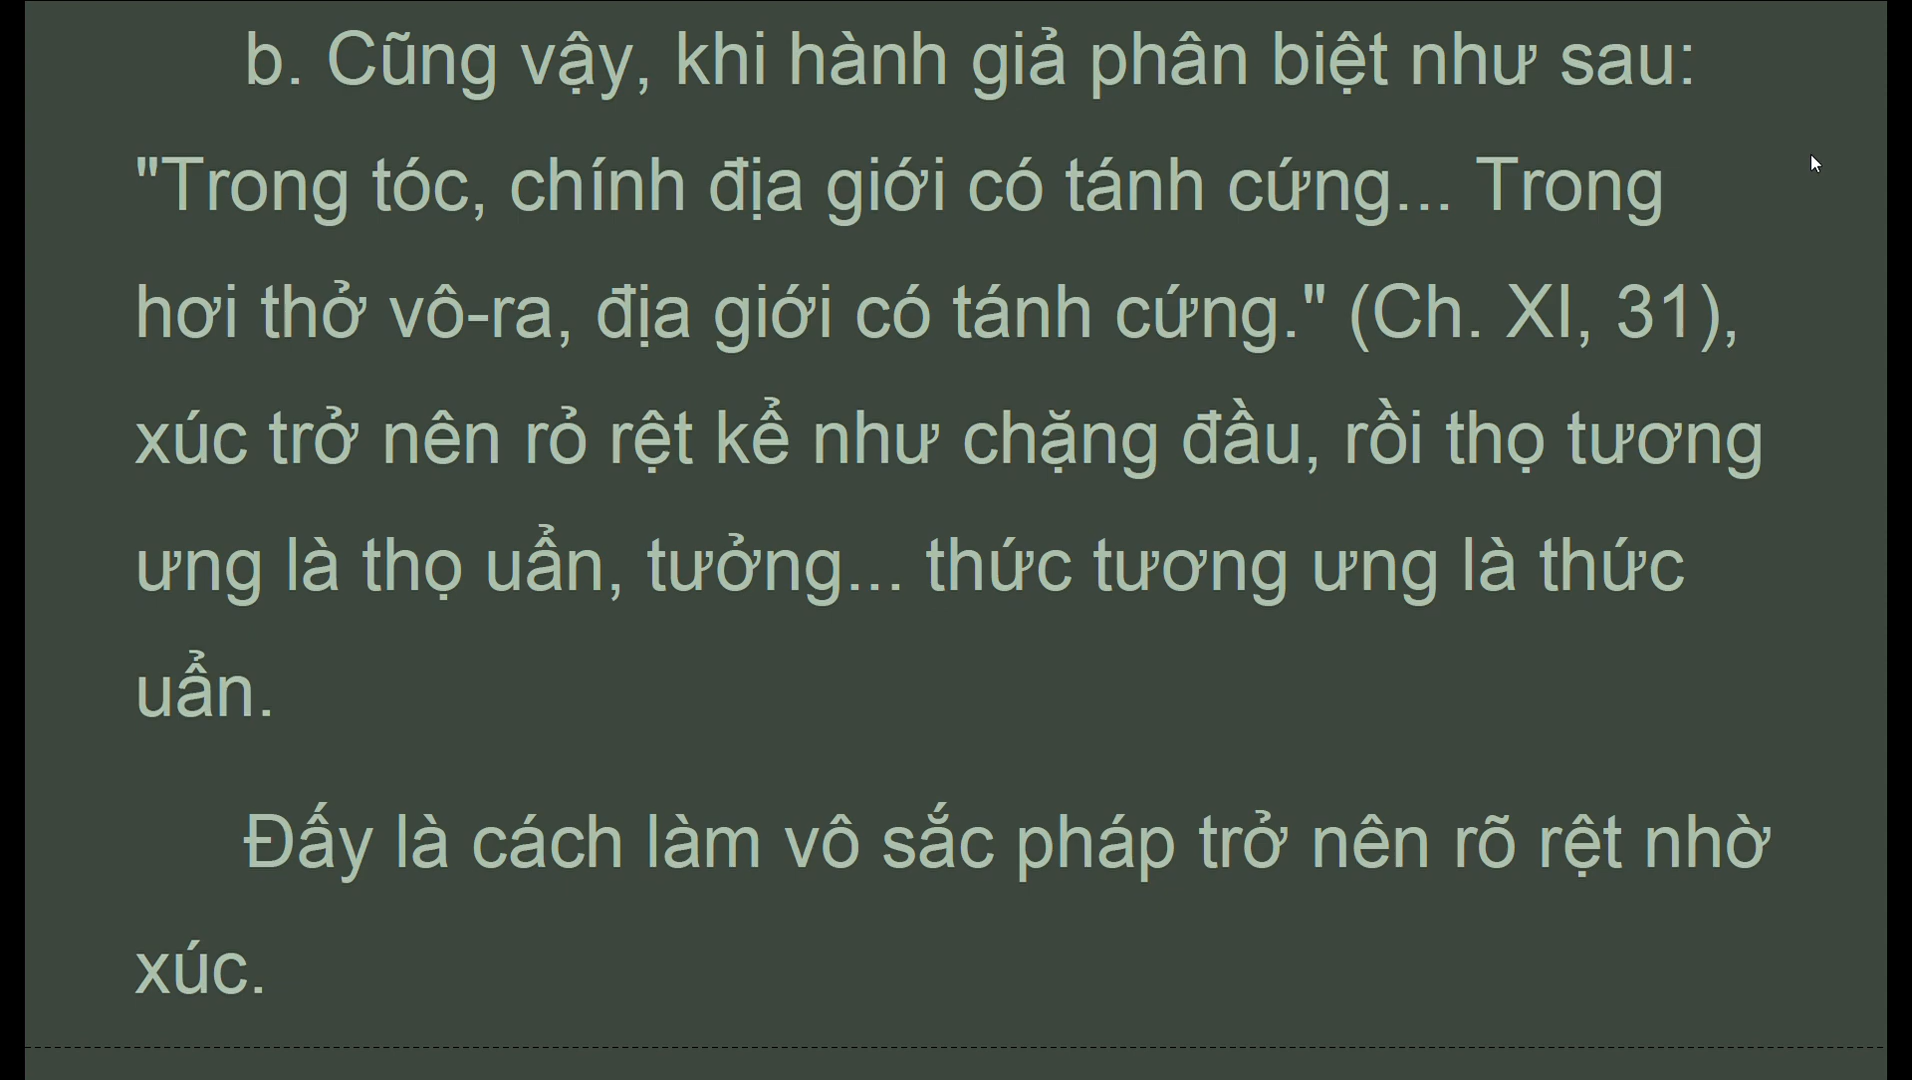 b. Cũng vậy, khi hành giả phân biệt như sau:
"Trong tóc, chính địa giới có tánh cứng... Trong
hơi thở vô-ra, địa giới có tánh cứng." (Ch. XI, 31),
xúc trở nên rỏ rệt kể như chặng đầu, rồi thọ tương
ưng là thọ uẩn, tưởng... thức tương ưng là thức
uẩn.
Đấy là cách làm vô sắc pháp trở nên rõ rệt nhờ
xúc.